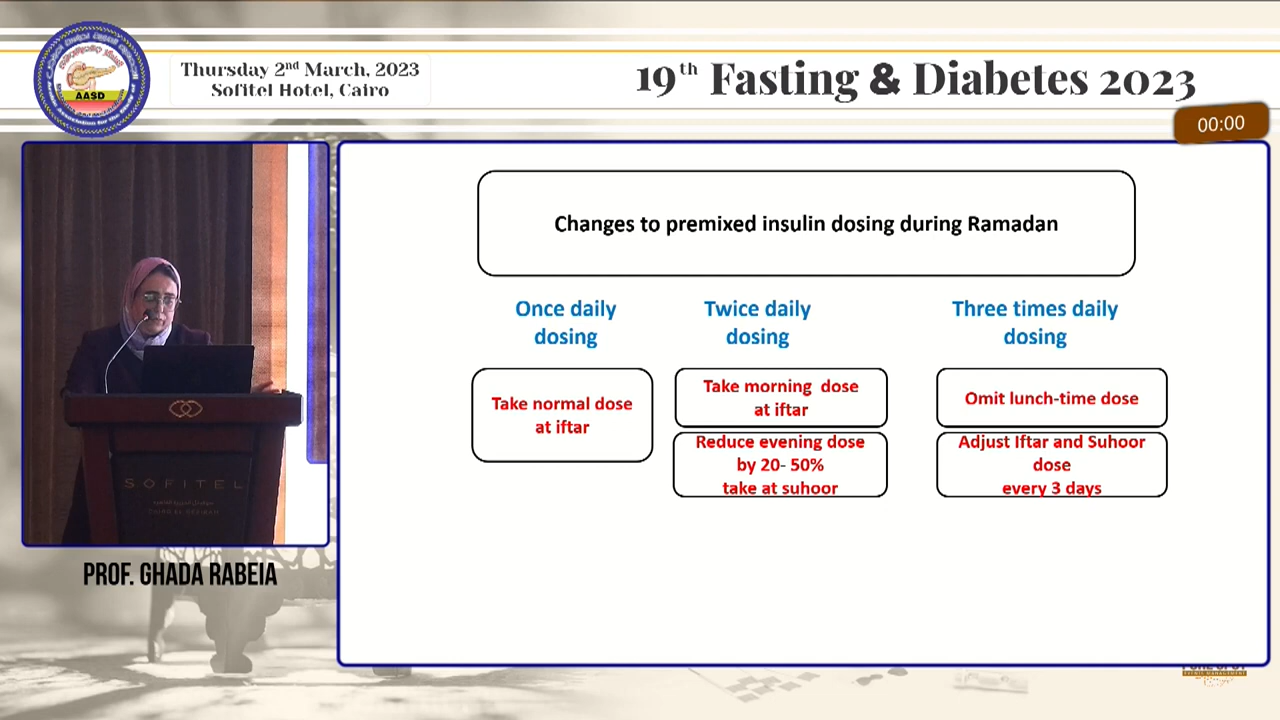 AASD
Thursday 2nd March, 2023
Sofitel Hotel, Cairo
19th Fasting & Diabetes 2023
00:00
Changes to premixed insulin dosing during Ramadan
Once daily
dosing
Twice daily
dosing
Three times daily
dosing
Take normal dose
at iftar
Take morning dose
at iftar
Omit lunch-time dose
Reduce evening dose
by 20- 50%
take at suhoor
Adjust Iftar and Suhoor
dose
every 3 days
SOFITEL
PROF. GHADA RABEIA